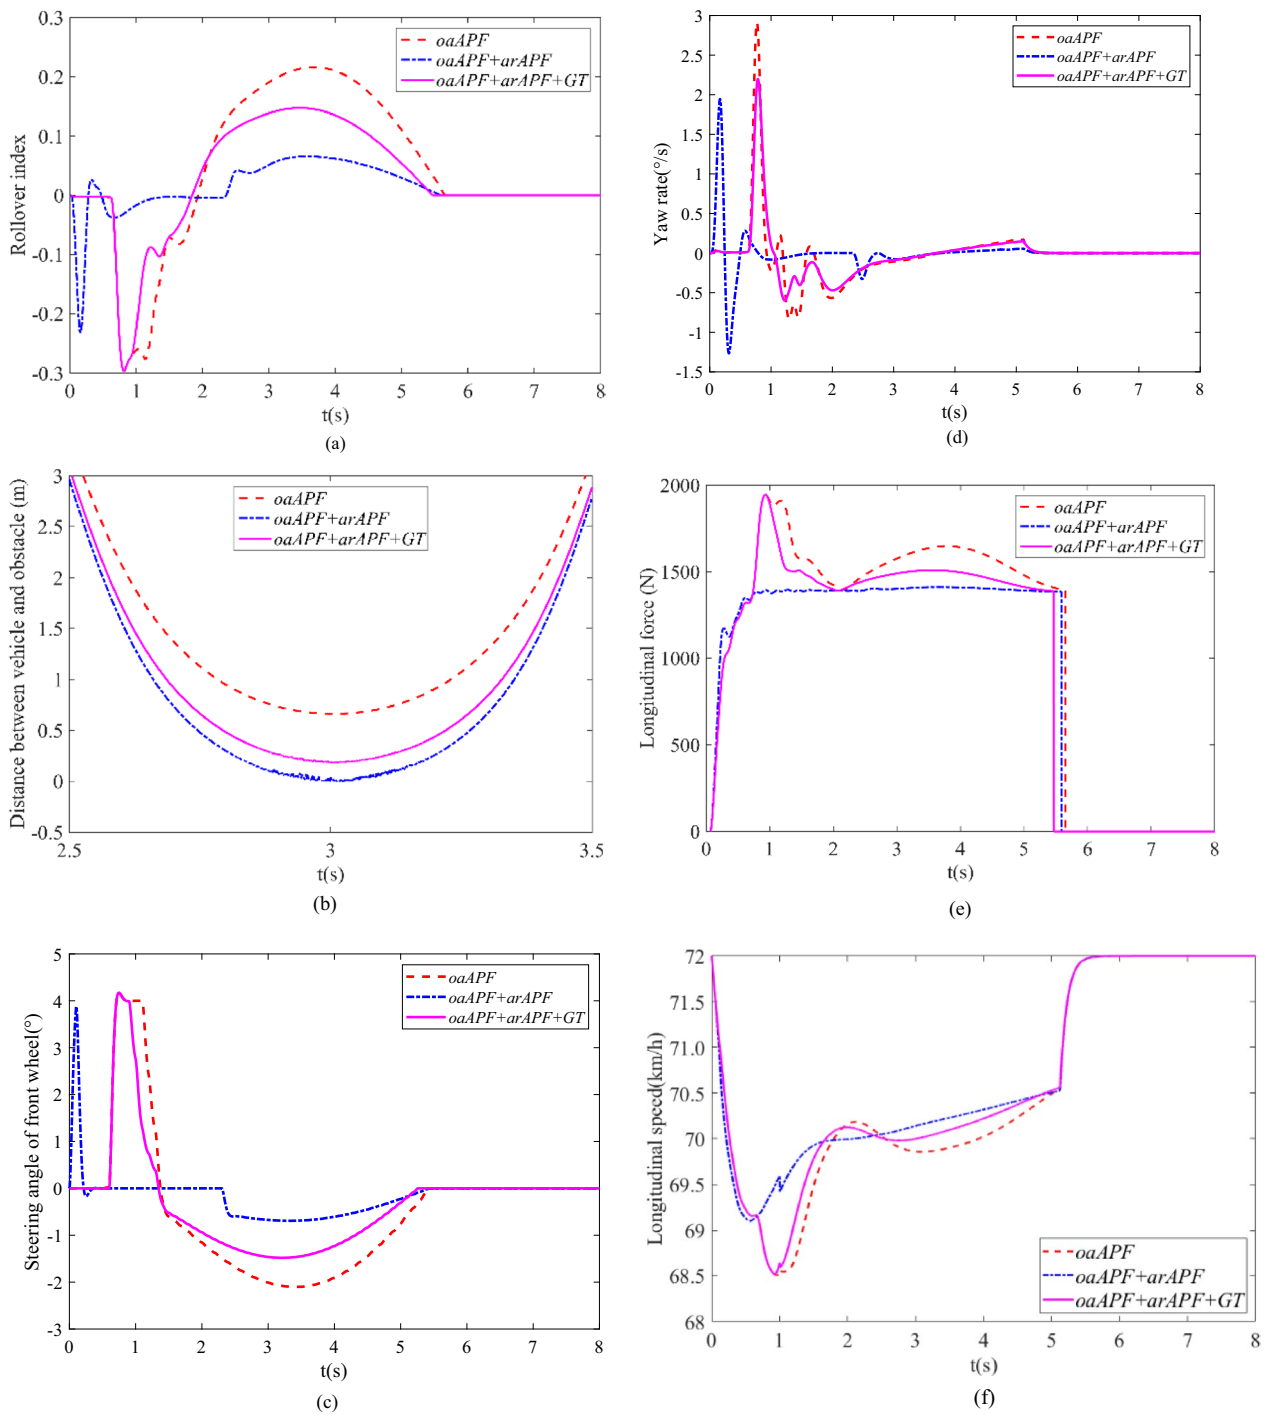 oaAPF
oaAPF+arAPF
oaAPF+arAPF+GT
0.3
0.2
0.1
0
-0.1
-0.2
-0.3
Rollover index
0 1 2 3 4 5 6 7 8
t(s)
(a)
oaAPF
oaAPF+arAPF
oaAPF+arAPF+GT
3
2.5
2
1.5
1
0.5
0
-0.5
-1
-1.5
Yaw rate(°/s)
0 1 2 3 4 5 6 7 8
t(s)
(d)
oaAPF
oaAPF+arAPF
oaAPF+arAPF+GT
3
2.5
2
1.5
1
0.5
0
-0.5
Distance between vehicle and obstacle (m)
2.5 3 3.5
t(s)
(b)
oaAPF
oaAPF+arAPF
oaAPF+arAPF+GT
2000
1500
1000
500
0
Longitudinal force (N)
0 1 2 3 4 5 6 7 8
t(s)
(e)
oaAPF
oaAPF+arAPF
oaAPF+arAPF+GT
5
4
3
2
1
0
-1
-2
-3
Steering angle of front wheel(°)
0 1 2 3 4 5 6 7 8
t(s)
(c)
72
71.5
71.0
70.5
70
69.5
69
68.5
68
Longitudinal speed(km/h)
oaAPF
oaAPF+arAPF
oaAPF+arAPF+GT
0 1 2 3 4 5 6 7 8
t(s)
(f)